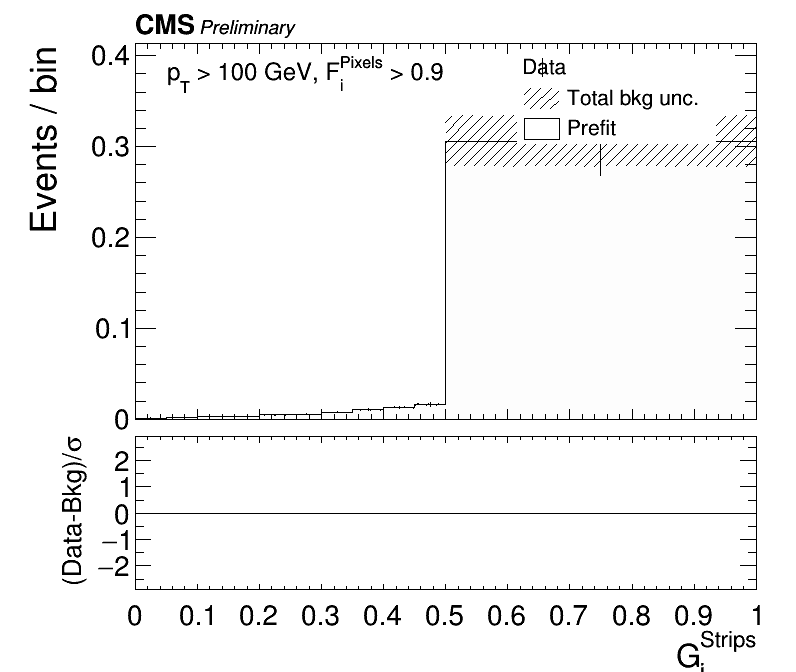 CMS Preliminary
p_T > 100 GeV, F_i^Pixels > 0.9
Data
Total bkg unc.
Prefit
Events / bin
0.4
0.3
0.2
0.1
0
(Data-Bkg)/σ
2
1
0
−1
−2
0 0.1 0.2 0.3 0.4 0.5 0.6 0.7 0.8 0.9 1
G_i^Strips